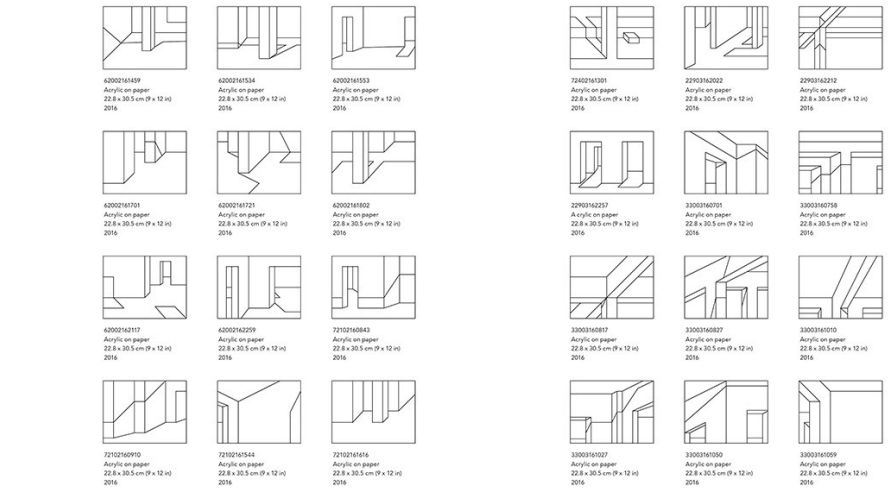 62002161459
Acrylic on paper
22.8 x 30.5 cm (9 x 12 in)
2016
62002161534
Acrylic on paper
22.8 x 30.5 cm (9 x 12 in)
2016
62002161553
Acrylic on paper
22.8 x 30.5 cm (9 x 12 in)
2016
62002161701
Acrylic on paper
22.8 x 30.5 cm (9 x 12 in)
2016
62002161721
Acrylic on paper
22.8 x 30.5 cm (9 x 12 in)
2016
62002161802
Acrylic on paper
22.8 x 30.5 cm (9 x 12 in)
2016
62002162117
Acrylic on paper
22.8 x 30.5 cm (9 x 12 in)
2016
62002162259
Acrylic on paper
22.8 x 30.5 cm (9 x 12 in)
2016
72102160843
Acrylic on paper
22.8 x 30.5 cm (9 x 12 in)
2016
72102160910
Acrylic on paper
22.8 x 30.5 cm (9 x 12 in)
2016
72102161544
Acrylic on paper
22.8 x 30.5 cm (9 x 12 in)
2016
72102161616
Acrylic on paper
22.8 x 30.5 cm (9 x 12 in)
2016
72402161301
Acrylic on paper
22.8 x 30.5 cm (9 x 12 in)
2016
22903162022
Acrylic on paper
22.8 x 30.5 cm (9 x 12 in)
2016
22903162212
Acrylic on paper
22.8 x 30.5 cm (9 x 12 in)
2016
22903162257
A crylic on paper
22.8 x 30.5 cm (9 x 12 in)
2016
33003160701
Acrylic on paper
22.8 x 30.5 cm (9 x 12 in)
2016
33003160758
Acrylic on paper
22.8 x 30.5 cm (9 x 12 in)
2016
33003160817
Acrylic on paper
22.8 x 30.5 cm (9 x 12 in)
2016
33003160827
Acrylic on paper
22.8 x 30.5 cm (9 x 12 in)
2016
33003161010
Acrylic on paper
22.8 x 30.5 cm (9 x 12 in)
2016
33003161027
Acrylic on paper
22.8 x 30.5 cm (9 x 12 in)
2016
33003161050
Acrylic on paper
22.8 x 30.5 cm (9 x 12 in)
2016
33003161059
Acrylic on paper
22.8 x 30.5 cm (9 x 12 in)
2016